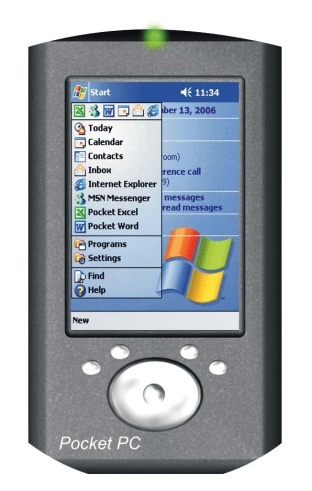 Start 11:34
ber 13, 2006
Today
Calendar
Contacts
room)
Inbox
rence call
Internet Explorer
9)
MSN Messenger
messages
Pocket Excel
read messages
Pocket Word
Programs
Settings
Find
Help
New
Pocket PC